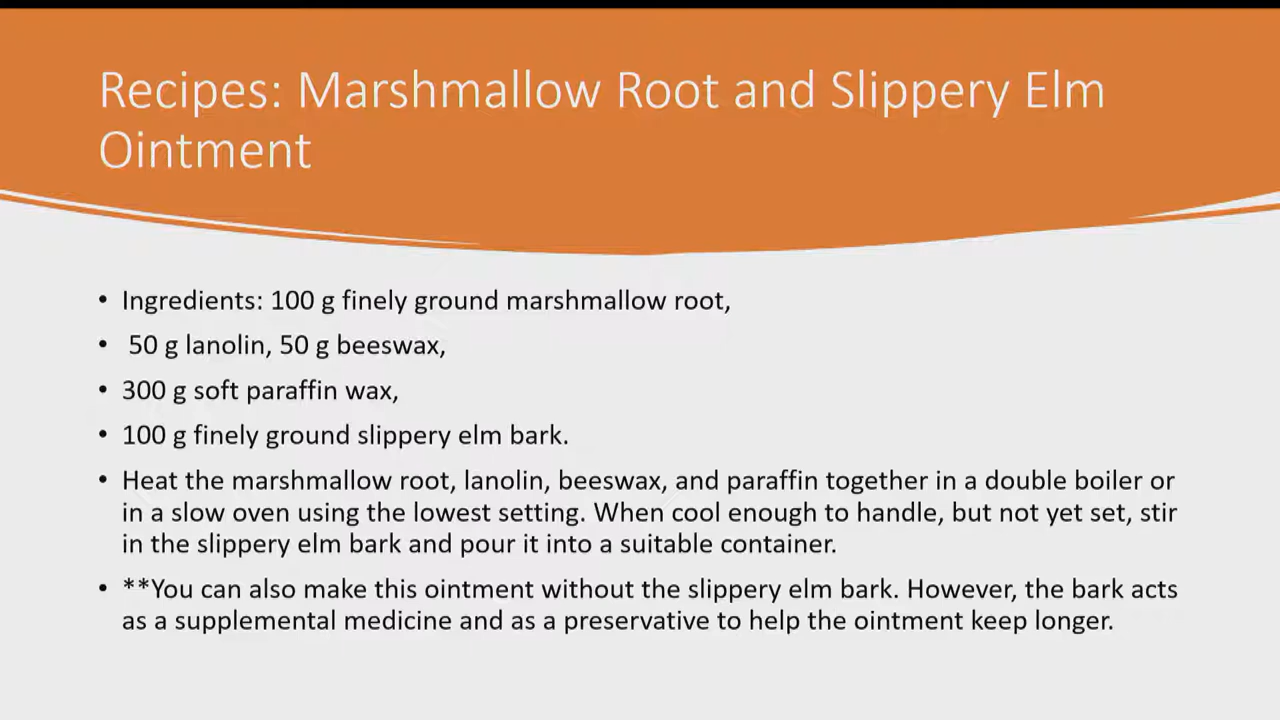 Recipes: Marshmallow Root and Slippery Elm
Ointment
• Ingredients: 100 g finely ground marshmallow root,
• 50 g lanolin, 50 g beeswax,
• 300 g soft paraffin wax,
• 100 g finely ground slippery elm bark.
• Heat the marshmallow root, lanolin, beeswax, and paraffin together in a double boiler or
in a slow oven using the lowest setting. When cool enough to handle, but not yet set, stir
in the slippery elm bark and pour it into a suitable container.
• **You can also make this ointment without the slippery elm bark. However, the bark acts
as a supplemental medicine and as a preservative to help the ointment keep longer.